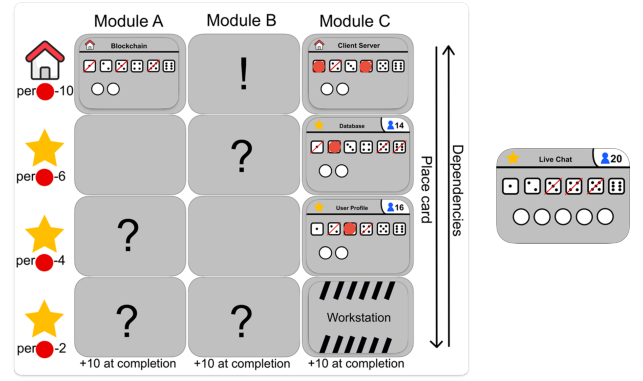 Module A Module B Module C
Blockchain
!
Client Server
per -10
?
Database
14
per -6
?
User Profile
16
per -4
?
?
Workstation
per -2
+10 at completion +10 at completion +10 at completion
Place card
Dependencies
Live Chat
20